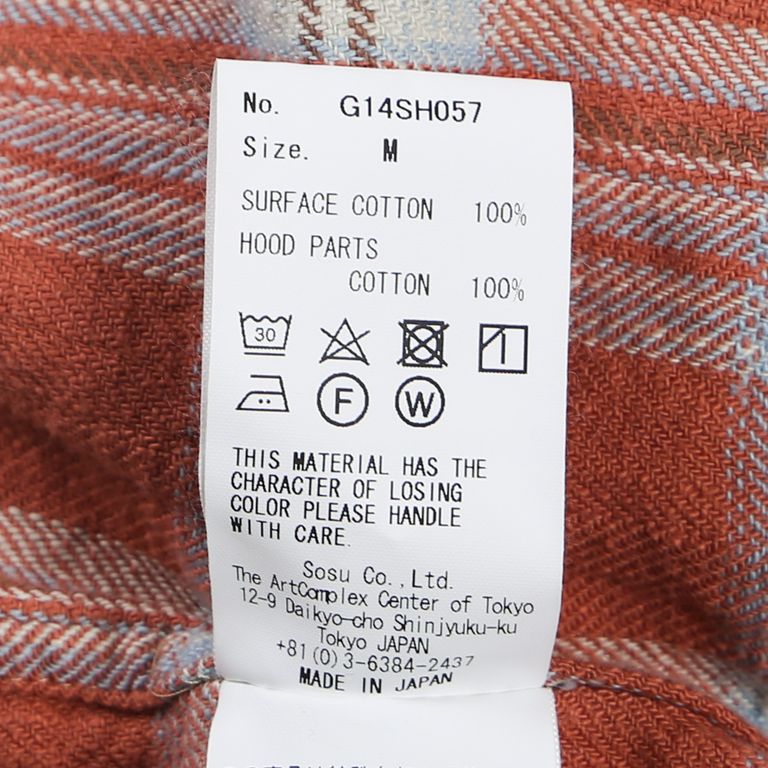 No. G14SH057
Size. M
SURFACE COTTON 100%
HOOD PARTS
COTTON 100%
30
F W
THIS MATERIAL HAS THE
CHARACTER OF LOSING
COLOR PLEASE HANDLE
WITH CARE.
Sosu Co.,Ltd.
The ArtComplex Center of Tokyo
12-9 Daikyo-cho Shinjyuku-ku
Tokyo JAPAN
+81(0)3-6384-2437
MADE IN JAPAN